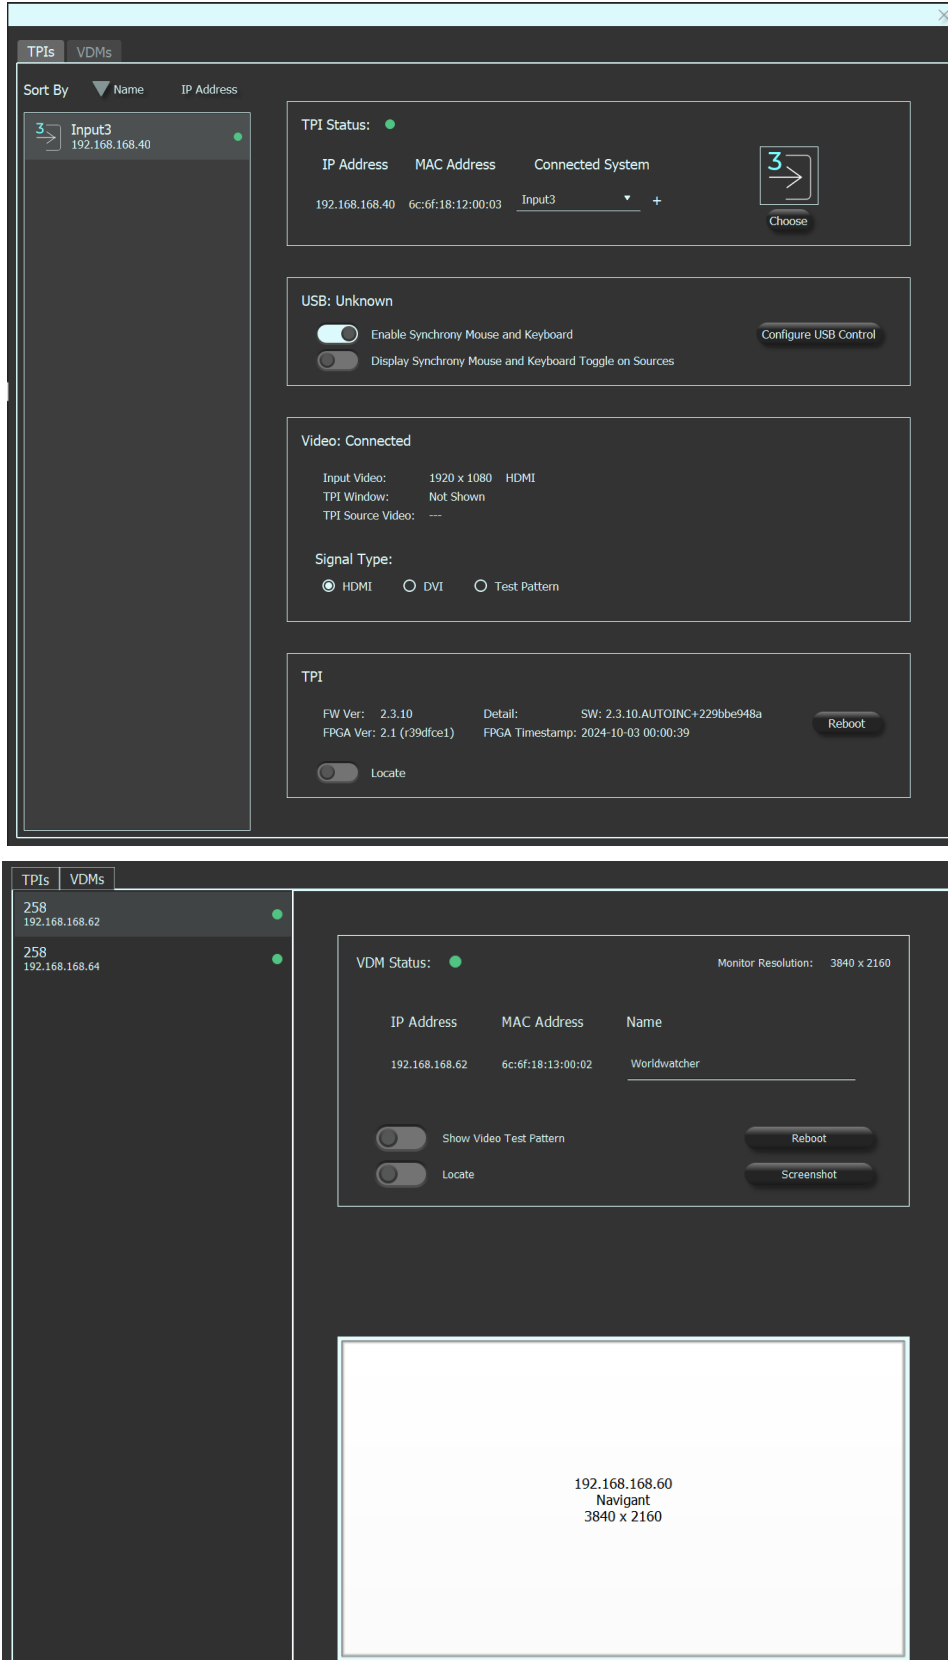 TPIs VDMs
Sort By Name IP Address
3 Input3
192.168.168.40
TPI Status:
IP Address MAC Address Connected System
192.168.168.40 6c:6f:18:12:00:03 Input3 +
3
Choose
USB: Unknown
Enable Synchrony Mouse and Keyboard Configure USB Control
Display Synchrony Mouse and Keyboard Toggle on Sources
Video: Connected
Input Video: 1920 x 1080 HDMI
TPI Window: Not Shown
TPI Source Video: ---
Signal Type:
HDMI DVI Test Pattern
TPI
FW Ver: 2.3.10 Detail: SW: 2.3.10.AUTOINC+229bbe948a
FPGA Ver: 2.1 (r39dfce1) FPGA Timestamp: 2024-10-03 00:00:39
Reboot
Locate
TPIs VDMs
258
192.168.168.62
258
192.168.168.64
VDM Status: Monitor Resolution: 3840 x 2160
IP Address MAC Address Name
192.168.168.62 6c:6f:18:13:00:02 Worldwatcher
Show Video Test Pattern Reboot
Locate Screenshot
192.168.168.60
Navigant
3840 x 2160